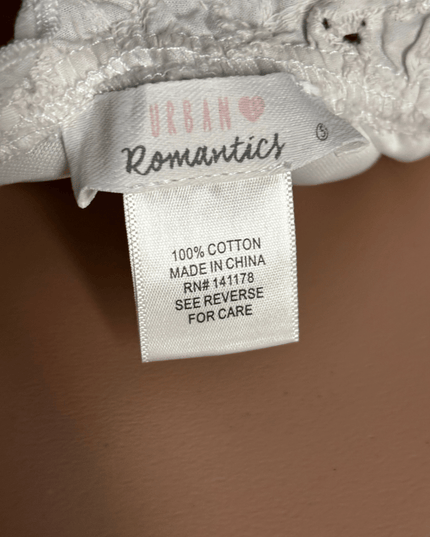 URBAN
Romantics
S
100% COTTON
MADE IN CHINA
RN# 141178
SEE REVERSE
FOR CARE